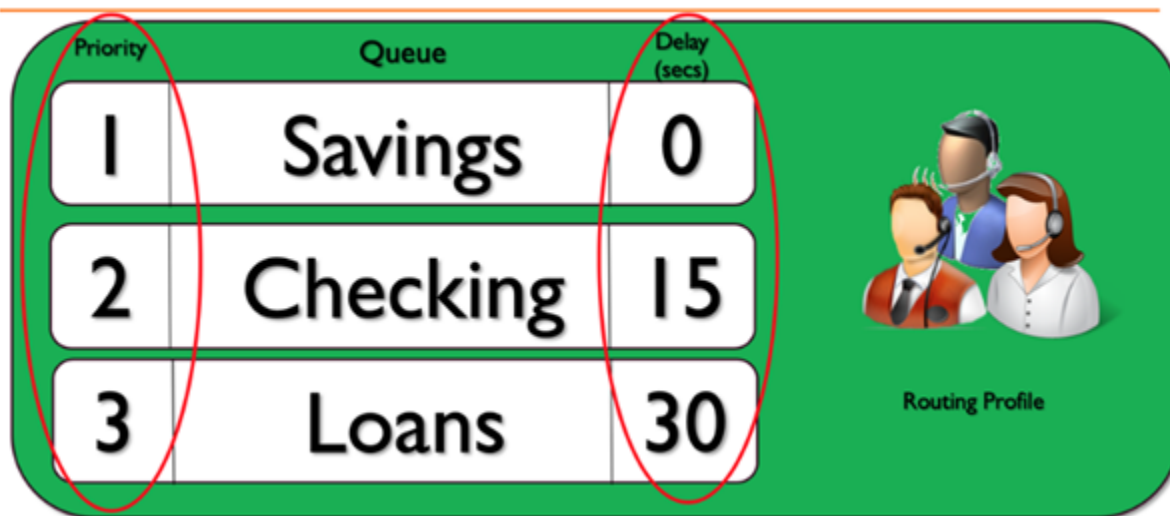 Priority Queue Delay
(secs)
1 Savings 0
2 Checking 15
3 Loans 30
Routing Profile